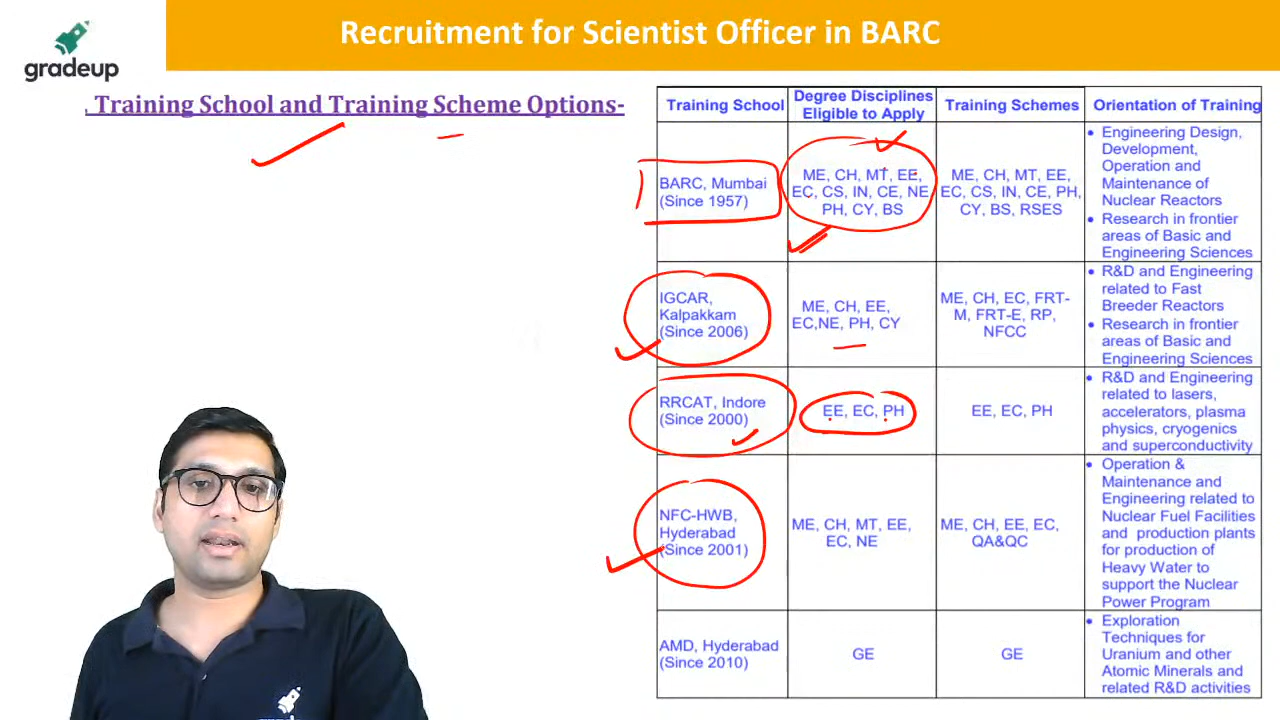 Recruitment for Scientist Officer in BARC
gradeup
. Training School and Training Scheme Options-
Training School
Degree Disciplines
Eligible to Apply
Training Schemes
Orientation of Training
BARC, Mumbai
(Since 1957)
ME, CH, MT, EE,
EC, CS, IN, CE, NE
PH, CY, BS
ME, CH, MT, EE,
EC, CS, IN, CE, PH,
CY, BS, RSES
• Engineering Design,
Development,
Operation and
Maintenance of
Nuclear Reactors
• Research in frontier
areas of Basic and
Engineering Sciences
IGCAR,
Kalpakkam
(Since 2006)
ME, CH, EE,
EC,NE, PH, CY
ME, CH, EC, FRT-
M, FRT-E, RP,
NFCC
• R&D and Engineering
related to Fast
Breeder Reactors
• Research in frontier
areas of Basic and
Engineering Sciences
RRCAT, Indore
(Since 2000)
EE, EC, PH
EE, EC, PH
• R&D and Engineering
related to lasers,
accelerators, plasma
physics, cryogenics
and superconductivity
NFC-HWB,
Hyderabad
(Since 2001)
ME, CH, MT, EE,
EC, NE
ME, CH, EE, EC,
QA&QC
• Operation &
Maintenance and
Engineering related to
Nuclear Fuel Facilities
and production plants
for production of
Heavy Water to
support the Nuclear
Power Program
AMD, Hyderabad
(Since 2010)
GE
GE
• Exploration
Techniques for
Uranium and other
Atomic Minerals and
related R&D activities